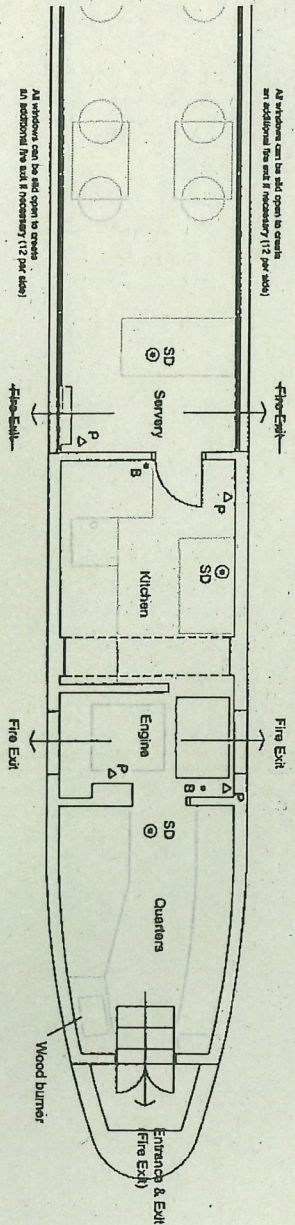 All windows can be slid open to create
an additional fire exit if necessary (12 per side)
All windows can be slid open to create
an additional fire exit if necessary (12 per side)
Fire Exit
P
SD
Servery
P
Fire Exit
SD
B
Kitchen
Fire Exit
P
B
Engine
P
Fire Exit
SD
Quarters
Entrance & Exit
(Fire Exit)
Wood burner